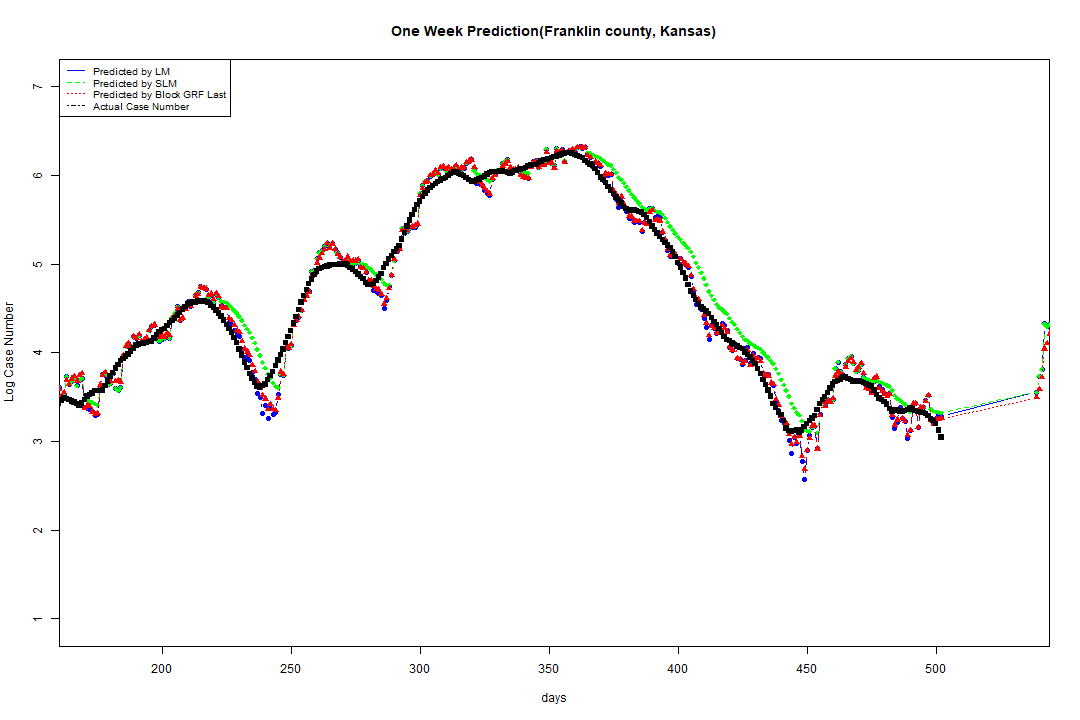 One Week Prediction(Franklin county, Kansas)
Predicted by LM
Predicted by SLM
Predicted by Block GRF Last
Actual Case Number
7
6
5
4
3
2
1
Log Case Number
200 250 300 350 400 450 500
days